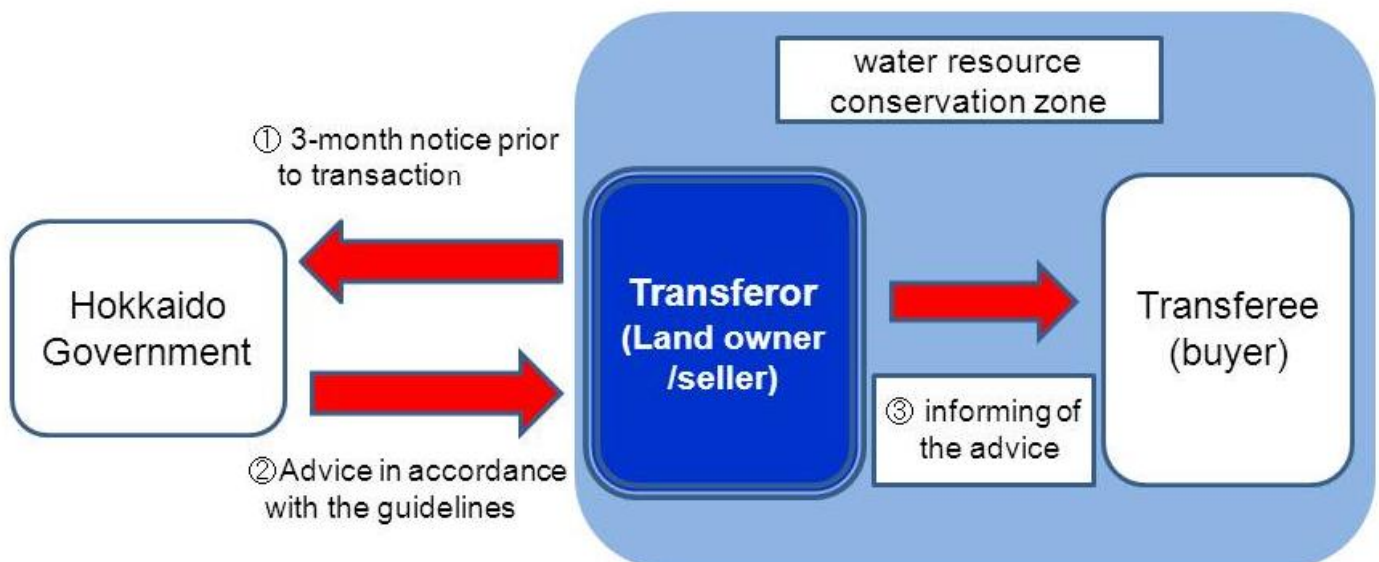 water resource
conservation zone
① 3-month notice prior
to transaction
Hokkaido
Government
Transferor
(Land owner
/seller)
Transferee
(buyer)
②Advice in accordance
with the guidelines
③ informing of
the advice